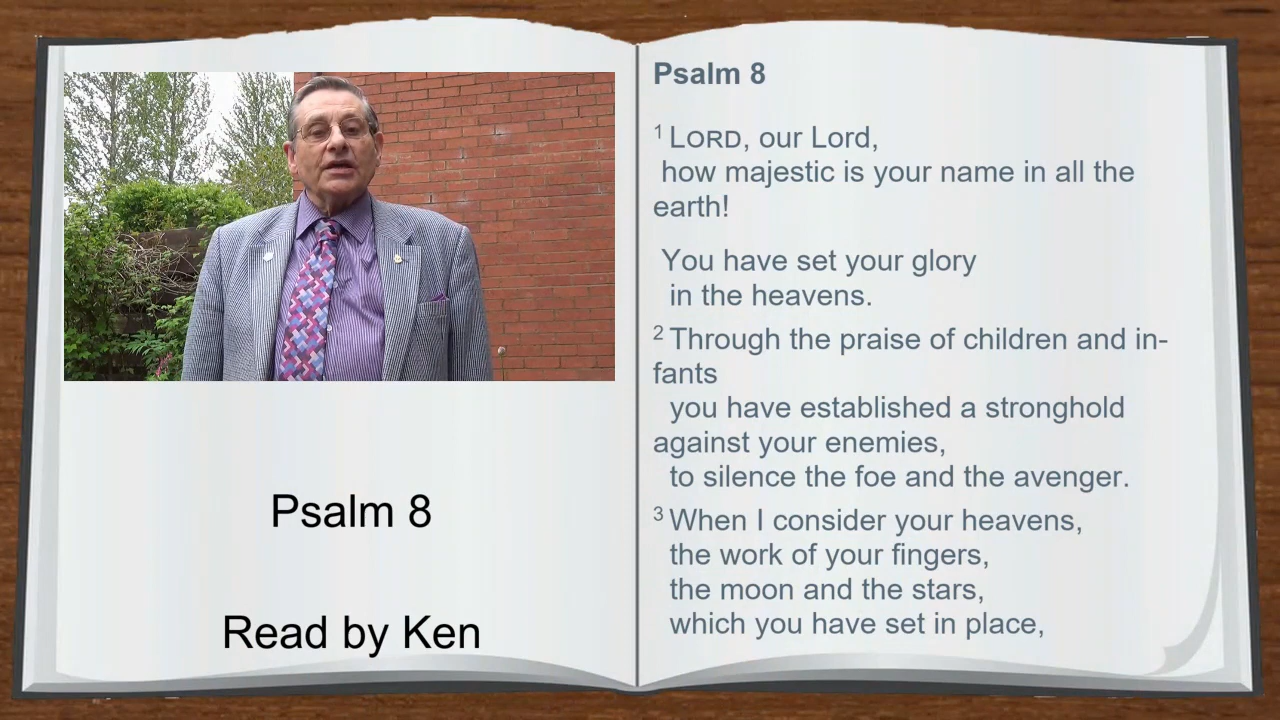 Psalm 8
Read by Ken
Psalm 8
1 LORD, our Lord,
how majestic is your name in all the
earth!
You have set your glory
in the heavens.
2 Through the praise of children and in-
fants
you have established a stronghold
against your enemies,
to silence the foe and the avenger.
3 When I consider your heavens,
the work of your fingers,
the moon and the stars,
which you have set in place,